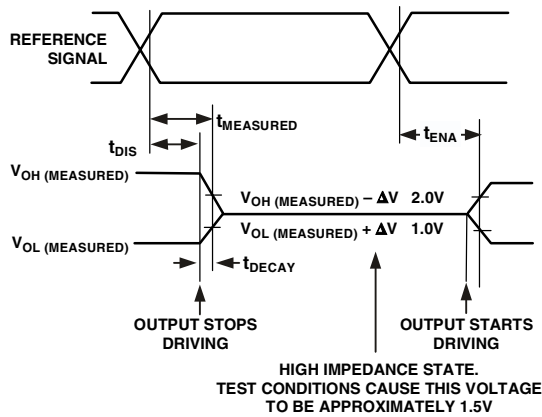 REFERENCE
SIGNAL
tMEASURED
tDIS
tENA
VOH (MEASURED)
VOH (MEASURED) – ΔV 2.0V
VOL (MEASURED) + ΔV 1.0V
VOL (MEASURED)
tDECAY
OUTPUT STOPS
DRIVING
OUTPUT STARTS
DRIVING
HIGH IMPEDANCE STATE.
TEST CONDITIONS CAUSE THIS VOLTAGE
TO BE APPROXIMATELY 1.5V